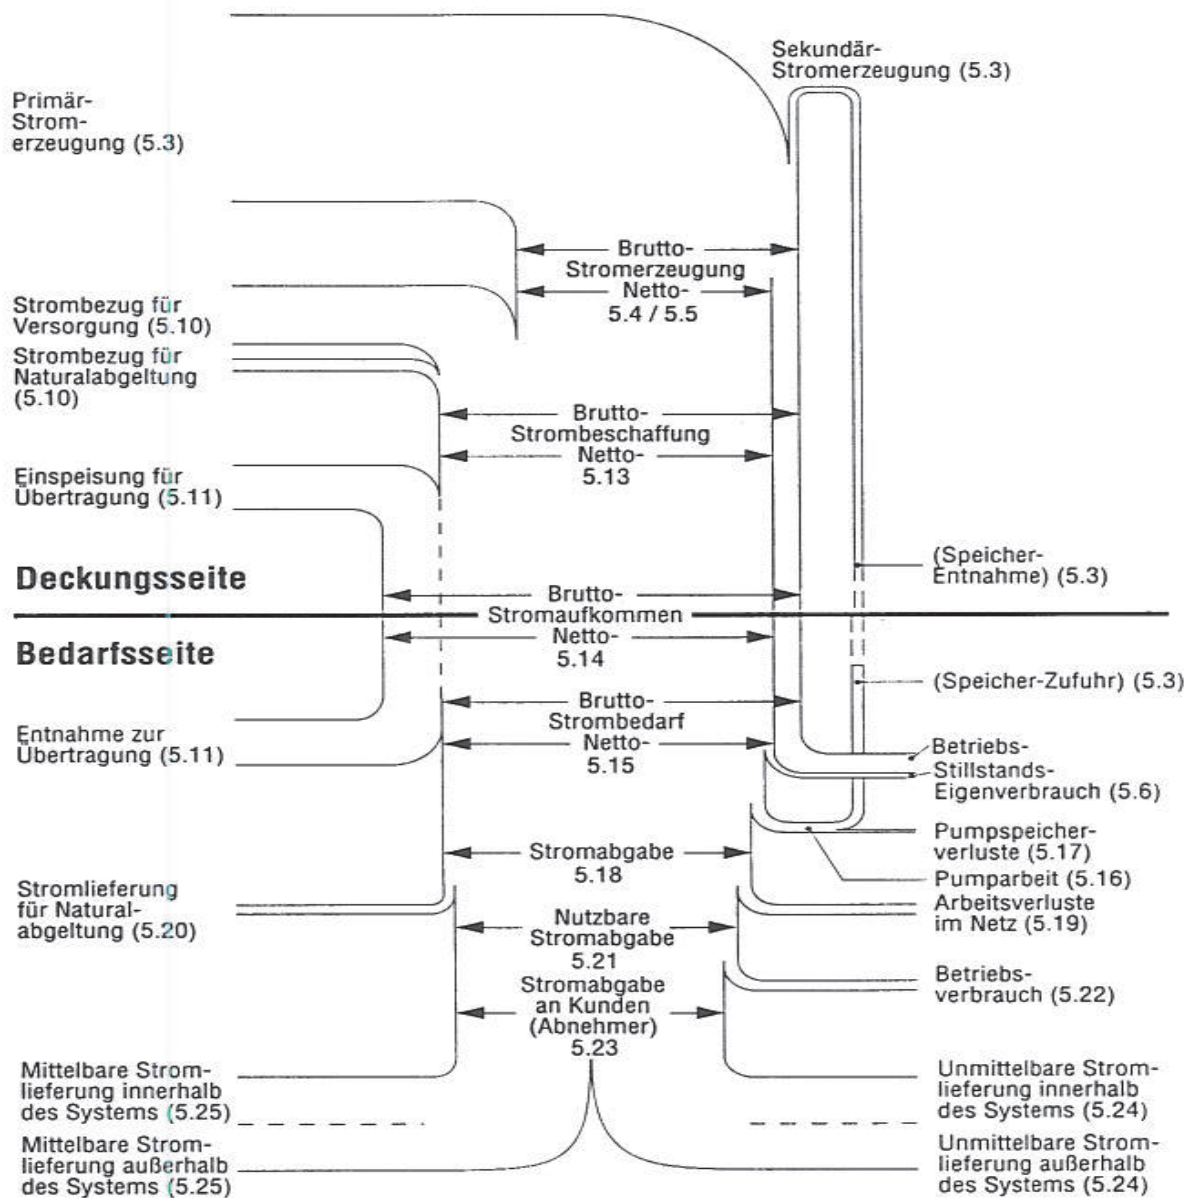 Sekundär-
Stromerzeugung (5.3)
Primär-
Strom-
erzeugung (5.3)
Brutto-
Stromerzeugung
Netto-
5.4 / 5.5
Strombezug für
Versorgung (5.10)
Strombezug für
Naturalabgeltung
(5.10)
Brutto-
Strombeschaffung
Netto-
5.13
Einspeisung für
Übertragung (5.11)
(Speicher-
Entnahme) (5.3)
Deckungsseite
Brutto-
Stromaufkommen
Netto-
5.14
Bedarfsseite
(Speicher-Zufuhr) (5.3)
Brutto-
Strombedarf
Netto-
5.15
Entnahme zur
Übertragung (5.11)
Betriebs-
Stillstands-
Eigenverbrauch (5.6)
Pumpspeicher-
verluste (5.17)
Pumparbeit (5.16)
Arbeitsverluste
im Netz (5.19)
Stromabgabe
5.18
Stromlieferung
für Natural-
abgeltung (5.20)
Nutzbare
Stromabgabe
5.21
Betriebs-
verbrauch (5.22)
Stromabgabe
an Kunden
(Abnehmer)
5.23
Mittelbare Strom-
lieferung innerhalb
des Systems (5.25)
Unmittelbare Strom-
lieferung innerhalb
des Systems (5.24)
Mittelbare Strom-
lieferung außerhalb
des Systems (5.25)
Unmittelbare Strom-
lieferung außerhalb
des Systems (5.24)